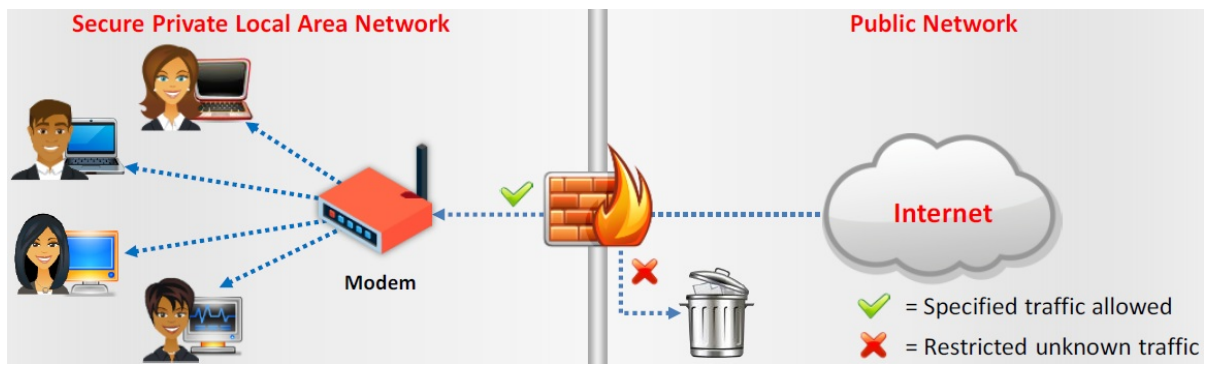 Secure Private Local Area Network
Public Network
Internet
Modem
= Specified traffic allowed
= Restricted unknown traffic